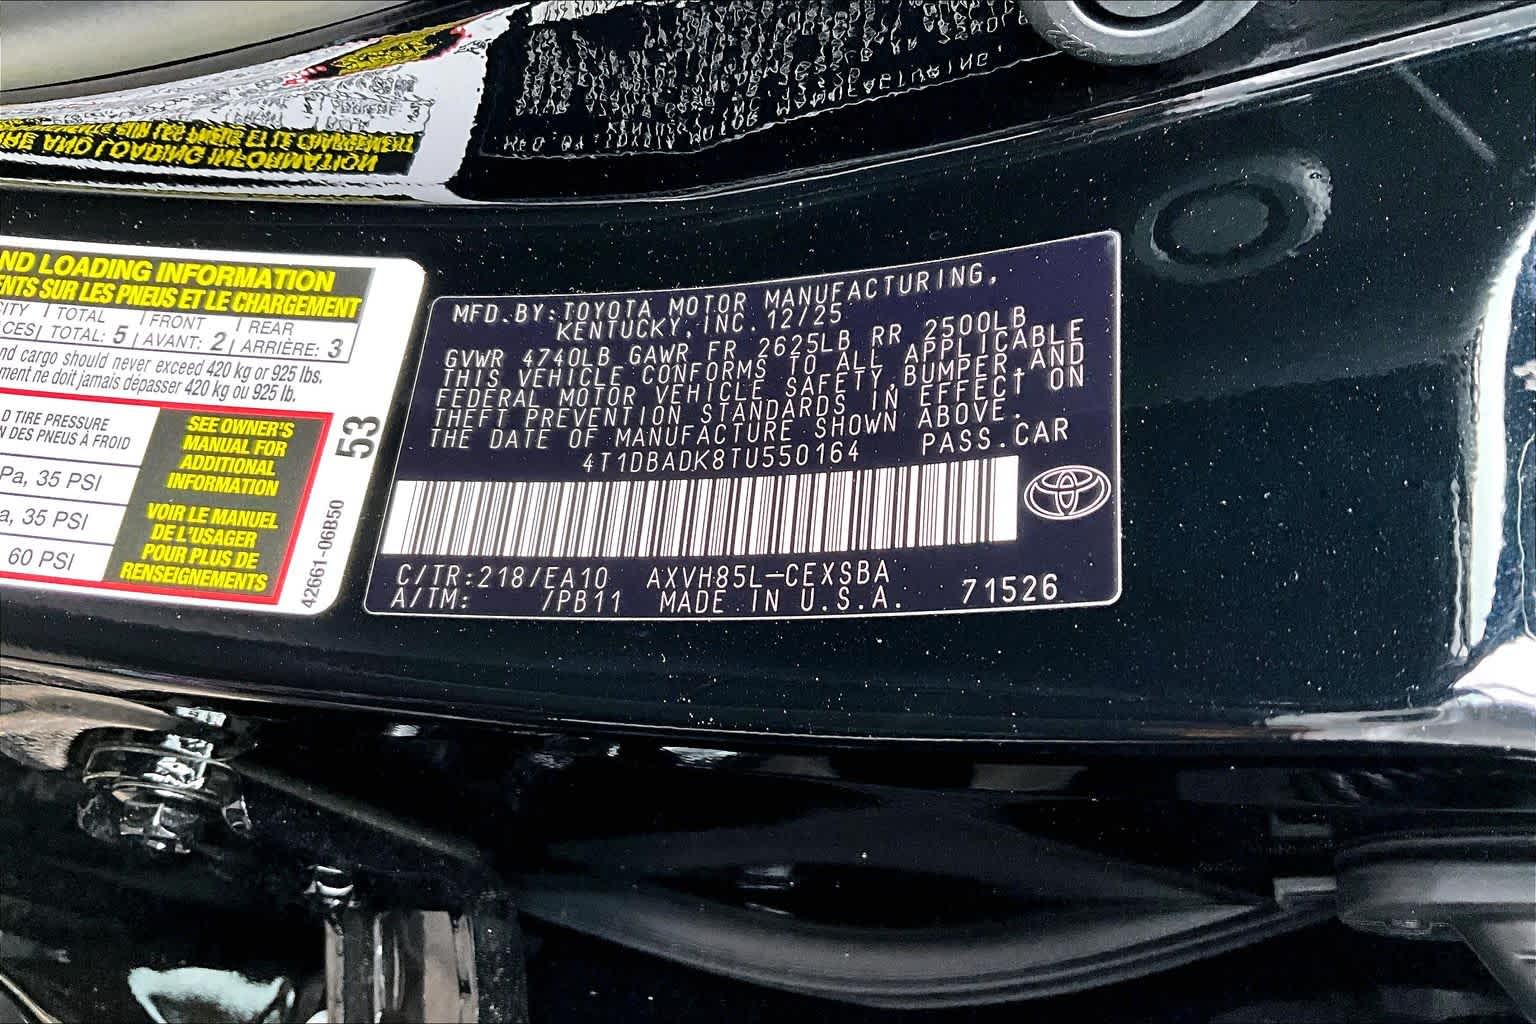 ND LOADING INFORMATION
ENTS SUR LES PNEUS ET LE CHARGEMENT
CITY TOTAL FRONT REAR
CES TOTAL: 5 AVANT: 2 ARRIÈRE: 3
nd cargo should never exceed 420 kg or 925 lbs.
ment ne doit jamais dépasser 420 kg ou 925 lb.
D TIRE PRESSURE
N DES PNEUS À FROID
Pa, 35 PSI
a, 35 PSI
60 PSI
SEE OWNER'S
MANUAL FOR
ADDITIONAL
INFORMATION
VOIR LE MANUEL
DE L'USAGER
POUR PLUS DE
RENSEIGNEMENTS
53
42661-06B50
MFD.BY:TOYOTA MOTOR MANUFACTURING,
KENTUCKY, INC. 12/25
GVWR 4740LB GAWR FR 2625LB RR 2500LB
THIS VEHICLE CONFORMS TO ALL APPLICABLE
FEDERAL MOTOR VEHICLE SAFETY,BUMPER,AND
THEFT PREVENTION STANDARDS IN EFFECT ON
THE DATE OF MANUFACTURE SHOWN ABOVE.
4T1DBADK8TU550164 PASS.CAR
C/TR:218/EA10 AXVH85L-CEXSBA
A/TM: /PB11 MADE IN U.S.A. 71526